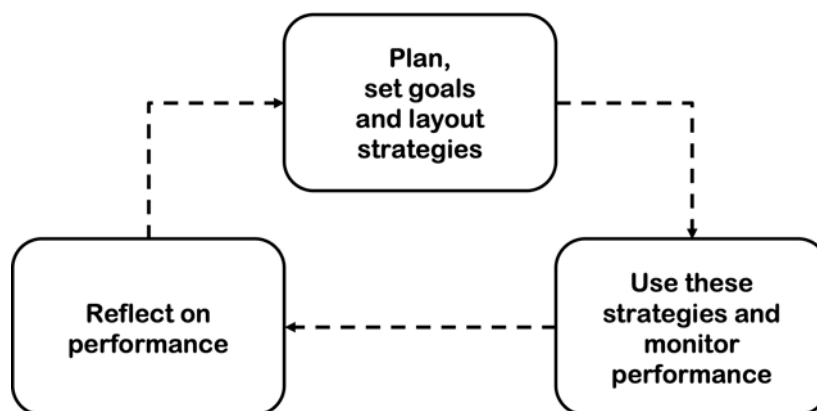 Plan,
set goals
and layout
strategies
Use these
strategies and
monitor
performance
Reflect on
performance